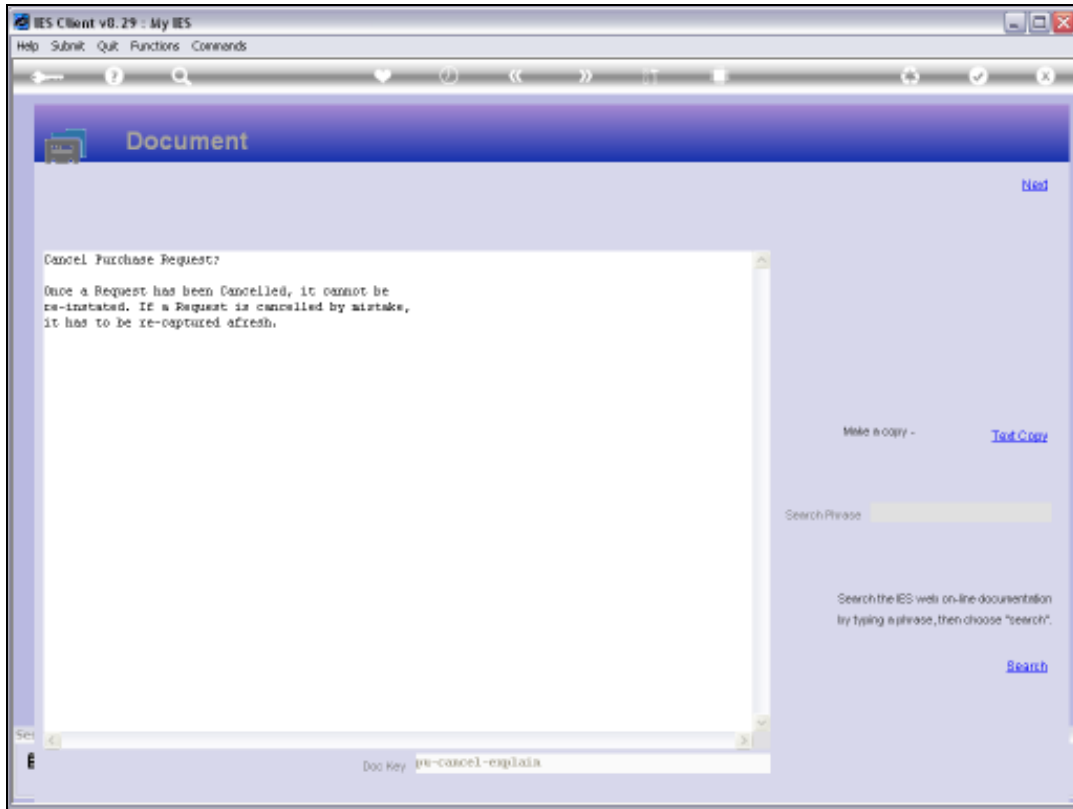 IES Client v8.29 : My IES
Help Submit Quit Functions Commands
Document
Next
Cancel Purchase Request?
Once a Request has been Cancelled, it cannot be
re-instated. If a Request is cancelled by mistake,
it has to be re-captured afresh.
Make a copy -
Text Copy
Search Phrase
Search the IES web on-line documentation
by typing a phrase, then choose "search".
Search
Ses
Doc Key pu-cancel-explain